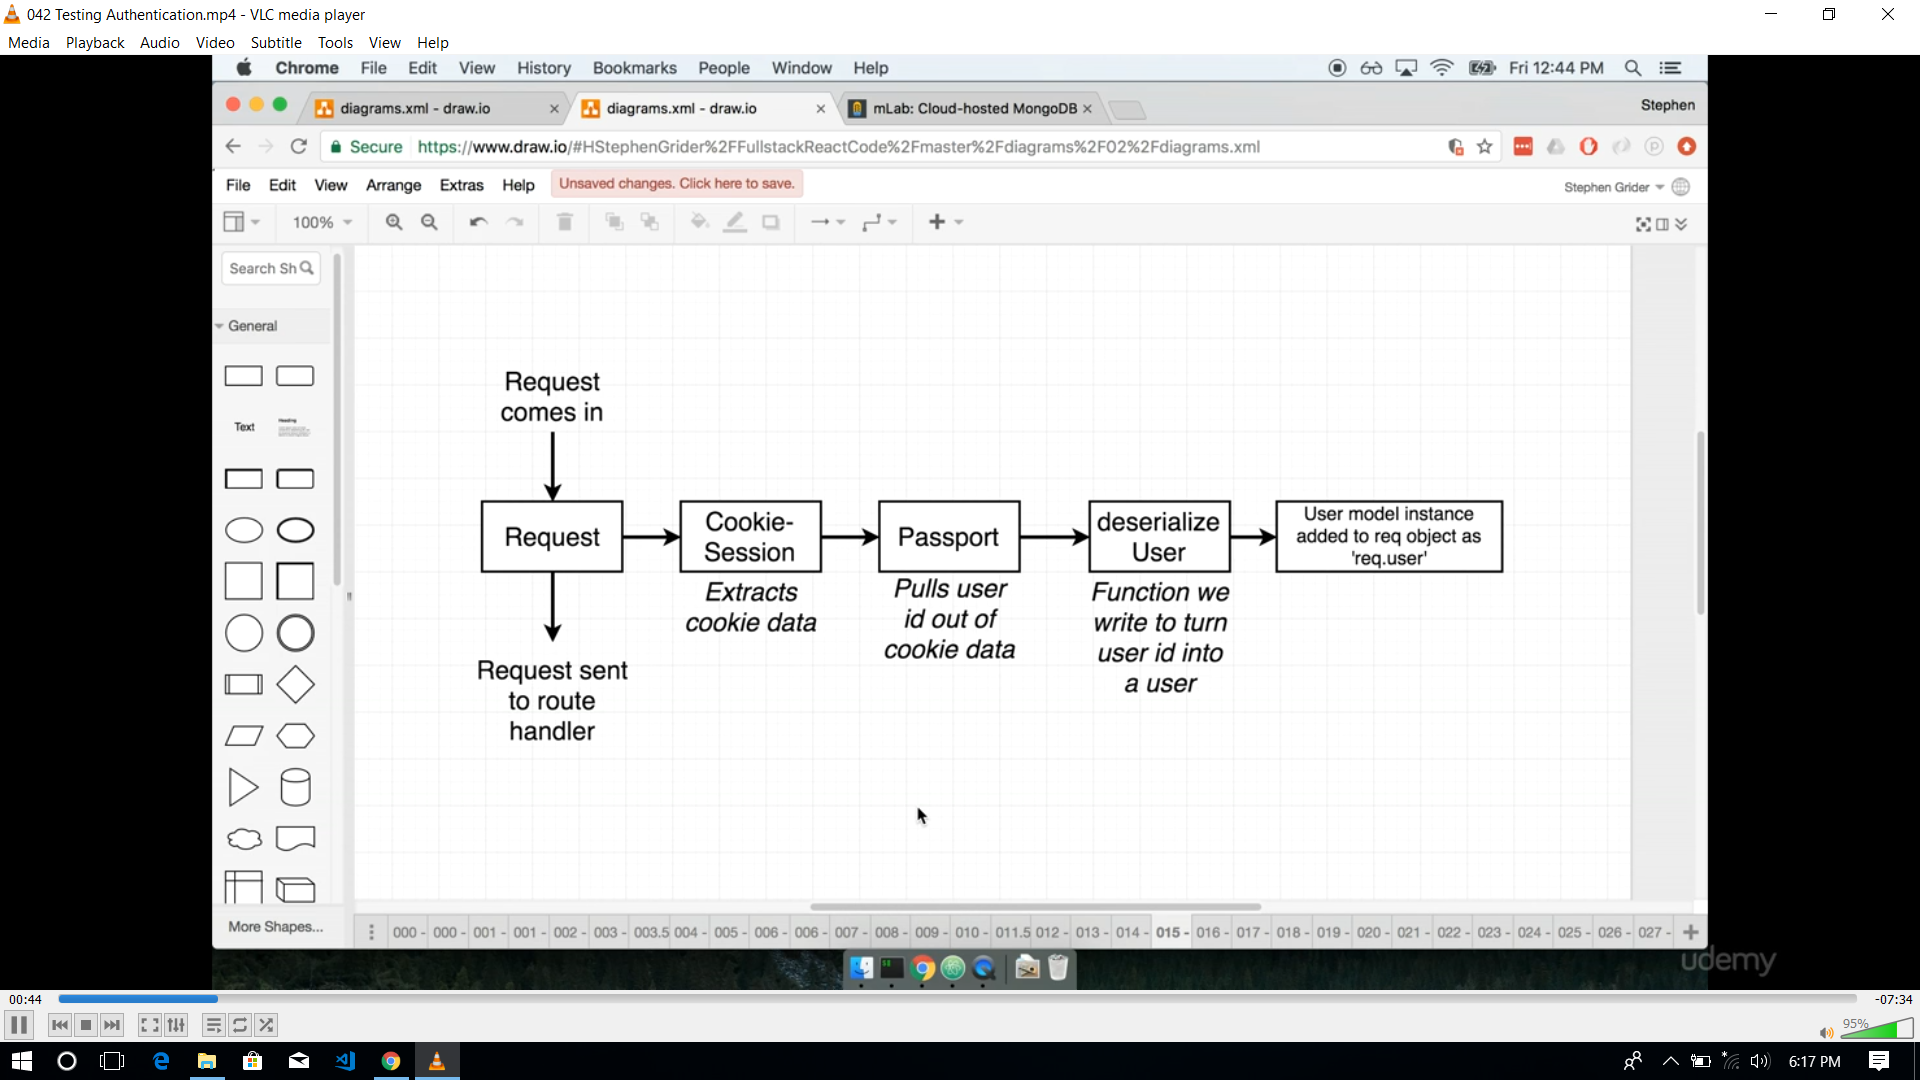 042 Testing Authentication.mp4 - VLC media player
Media Playback Audio Video Subtitle Tools View Help
Chrome File Edit View History Bookmarks People Window Help
Fri 12:44 PM
diagrams.xml - draw.io
diagrams.xml - draw.io
mLab: Cloud-hosted MongoDB
Stephen
Secure https://www.draw.io/#HStephenGrider%2FFullstackReactCode%2Fmaster%2Fdiagrams%2F02%2Fdiagrams.xml
File Edit View Arrange Extras Help
Unsaved changes. Click here to save.
Stephen Grider
100%
Search Sh
General
Text
Heading
Request
comes in
Request
Cookie-
Session
Passport
deserialize
User
User model instance
added to req object as
'req.user'
Extracts
cookie data
Pulls user
id out of
cookie data
Function we
write to turn
user id into
a user
Request sent
to route
handler
More Shapes...
000 - 000 - 001 - 001 - 002 - 003 - 003.5 004 - 005 - 006 - 006 - 007 - 008 - 009 - 010 - 011.5 012 - 013 - 014 - 015 - 016 - 017 - 018 - 019 - 020 - 021 - 022 - 023 - 024 - 025 - 026 - 027 -
udemy
00:44
-07:34
95%
6:17 PM